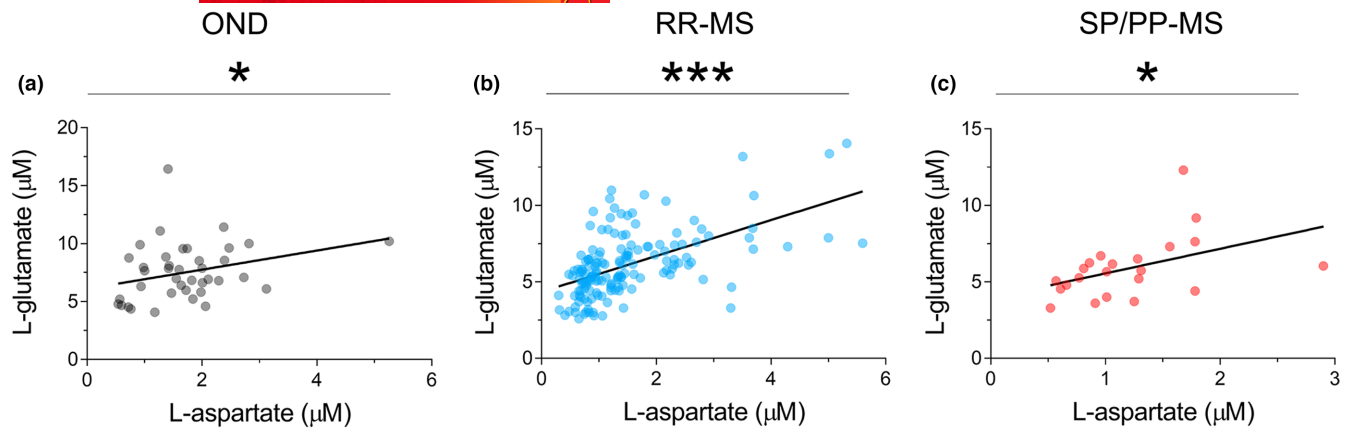 OND
RR-MS
SP/PP-MS
(a)
*
(b)
***
(c)
*
L-glutamate (μM)
20
15
10
5
0
0
2
4
6
L-aspartate (μM)
L-glutamate (μM)
15
10
5
0
0
2
4
6
L-aspartate (μM)
L-glutamate (μM)
15
10
5
0
0
1
2
3
L-aspartate (μM)